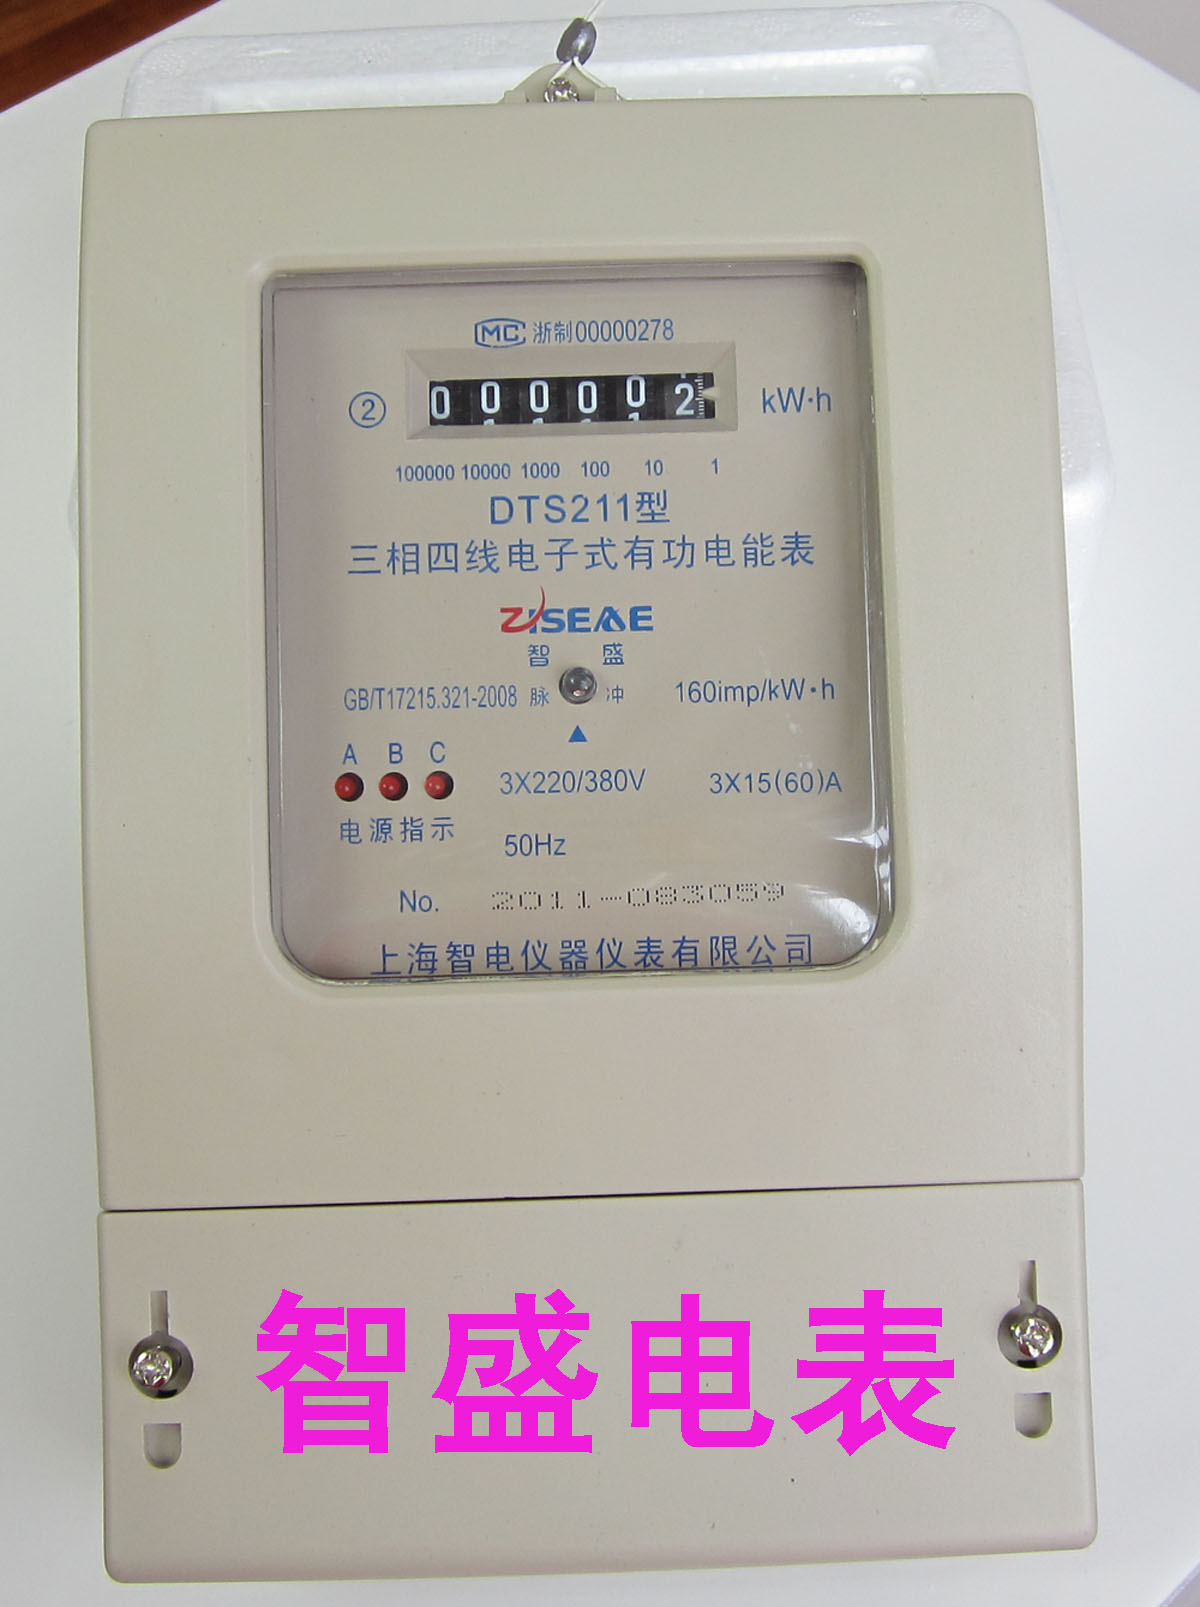 MC 浙制00000278
② 000002 kW·h
100000 10000 1000 100 10 1
DTS211型
三相四线电子式有功电能表
ZISEAE
智盛
GB/T17215.321-2008 脉冲 160imp/kW·h
A B C
3X220/380V 3X15(60)A
电源指示
50Hz
No. 2011-083059
上海智电仪器仪表有限公司
智盛电表